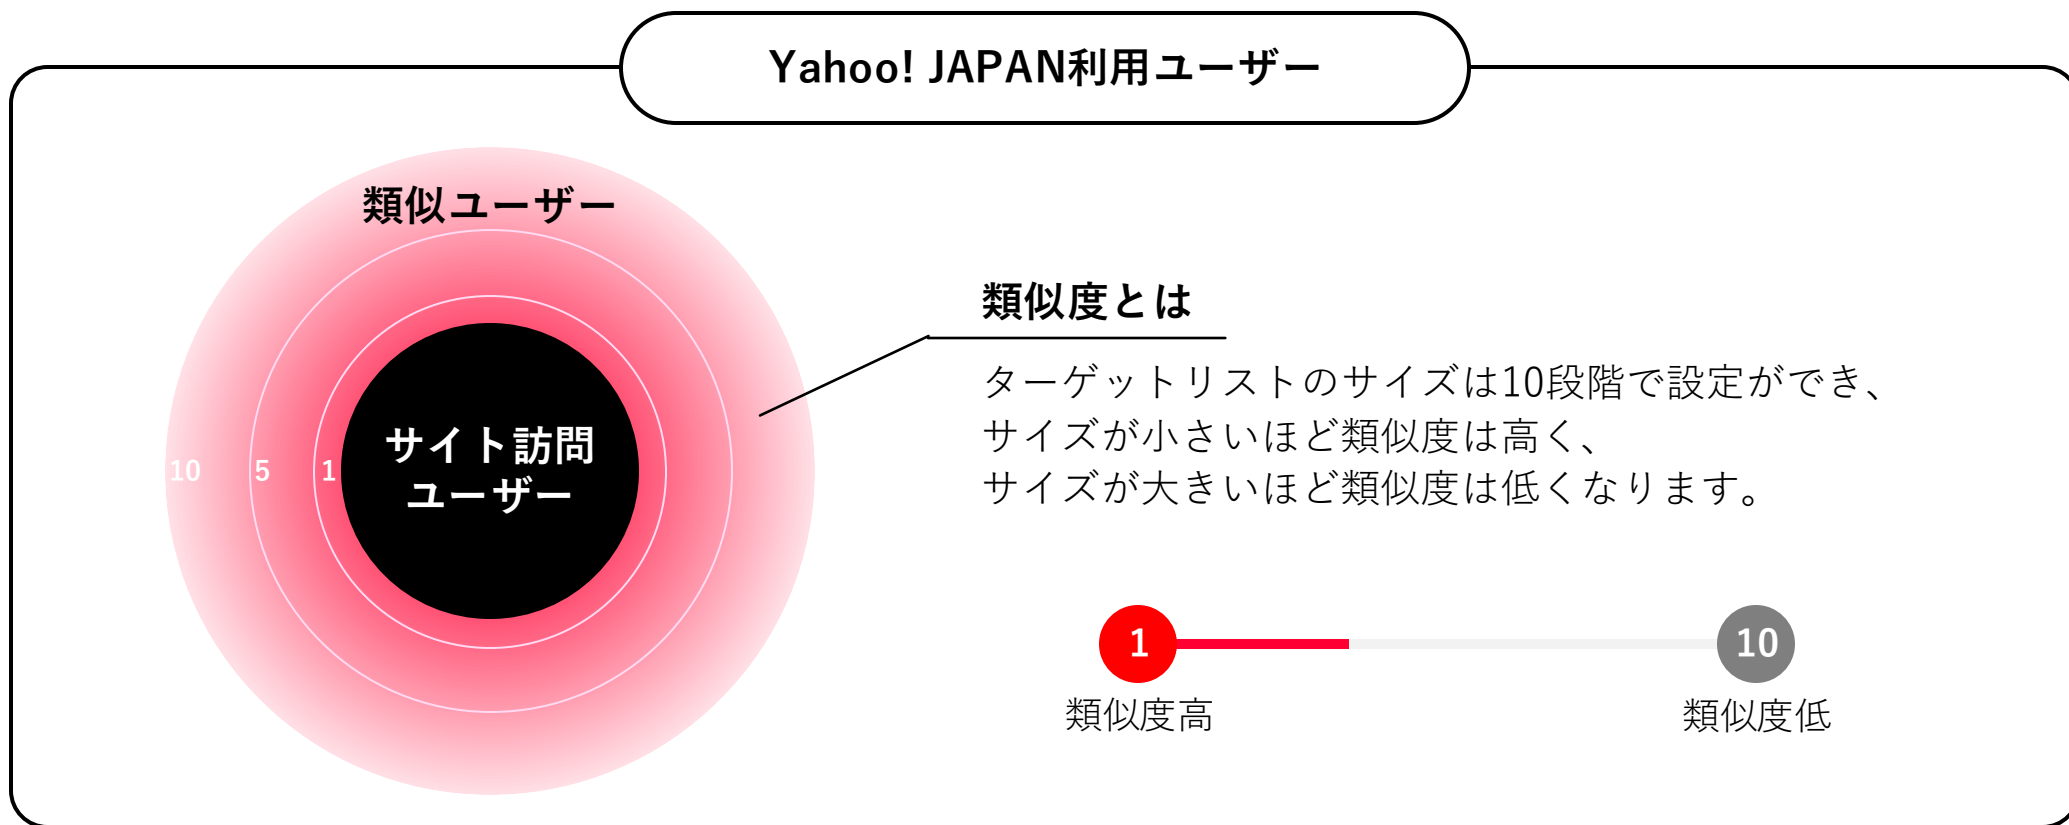 Yahoo! JAPAN利用ユーザー
類似ユーザー
10 5 1
サイト訪問
ユーザー
類似度とは
ターゲットリストのサイズは10段階で設定ができ、
サイズが小さいほど類似度は高く、
サイズが大きいほど類似度は低くなります。
1
10
類似度高
類似度低